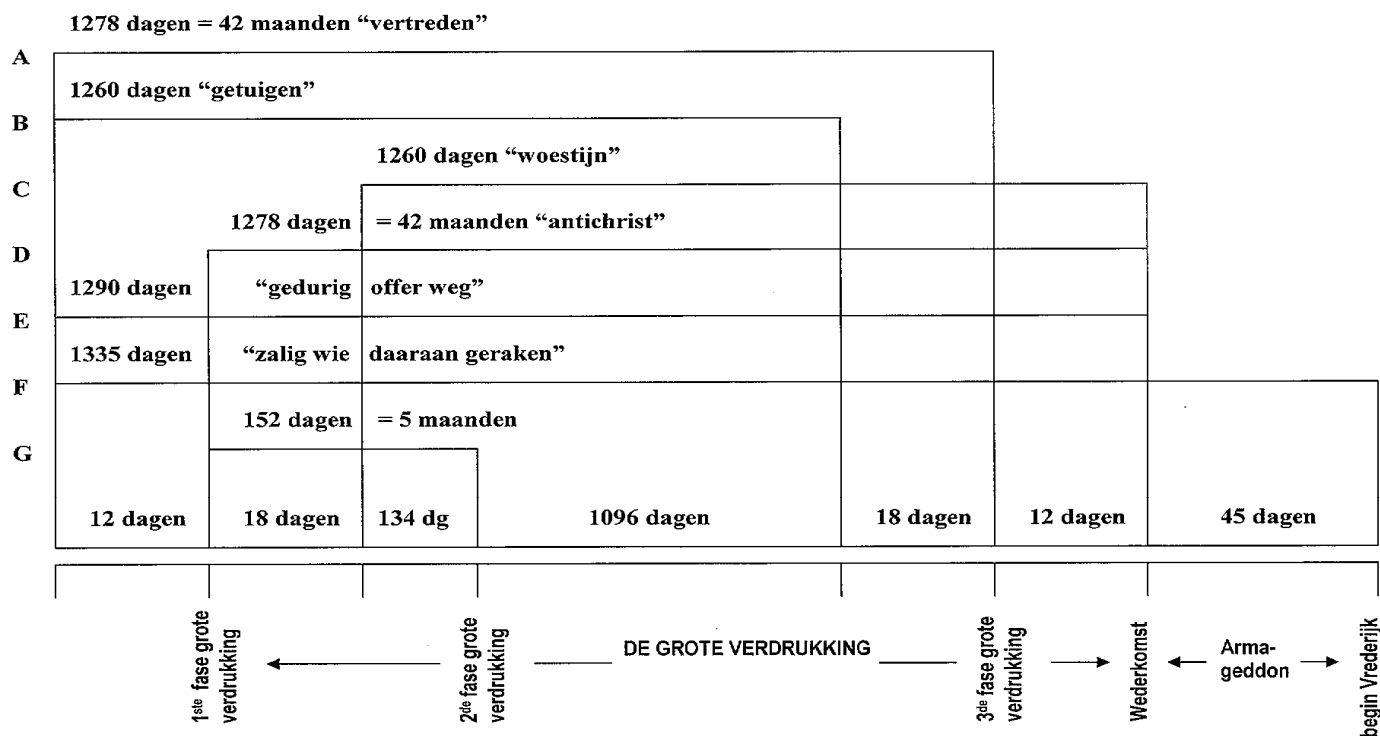 1278 dagen = 42 maanden “vertreden”
A
1260 dagen “getuigen”
B
1260 dagen “woestijn”
C
1278 dagen = 42 maanden “antichrist”
D
1290 dagen “gedurig offer weg”
E
1335 dagen “zalig wie daaraan geraken”
F
152 dagen = 5 maanden
G
12 dagen 18 dagen 134 dg 1096 dagen 18 dagen 12 dagen 45 dagen
1ste fase grote
verdrukking
2de fase grote
verdrukking
DE GROTE VERDRUKKING
3de fase grote
verdrukking
Wederkomst
Arma-
geddon
begin Vrederijk